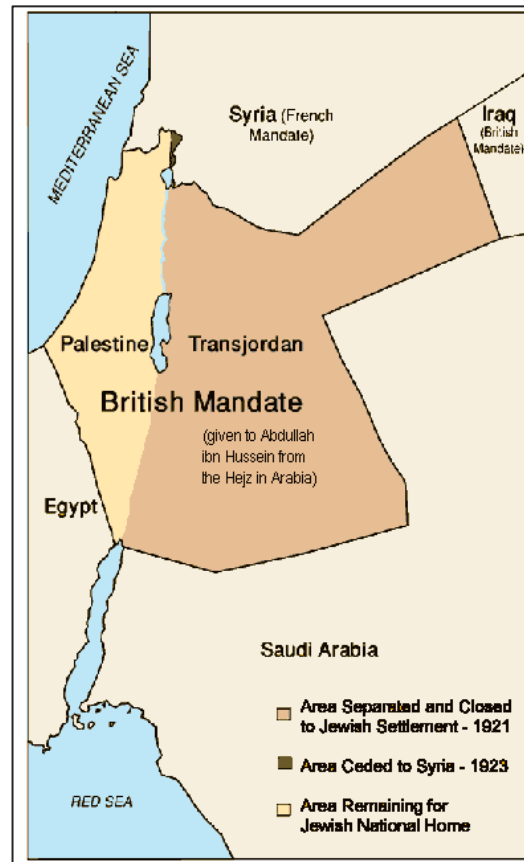 MEDITERRANEAN SEA
Syria (French
Mandate)
Iraq
(British
Mandate)
Palestine
Transjordan
British Mandate
(given to Abdullah
ibn Hussein from
the Hejz in Arabia)
Egypt
Saudi Arabia
RED SEA
Area Separated and Closed
to Jewish Settlement - 1921
Area Ceded to Syria - 1923
Area Remaining for
Jewish National Home